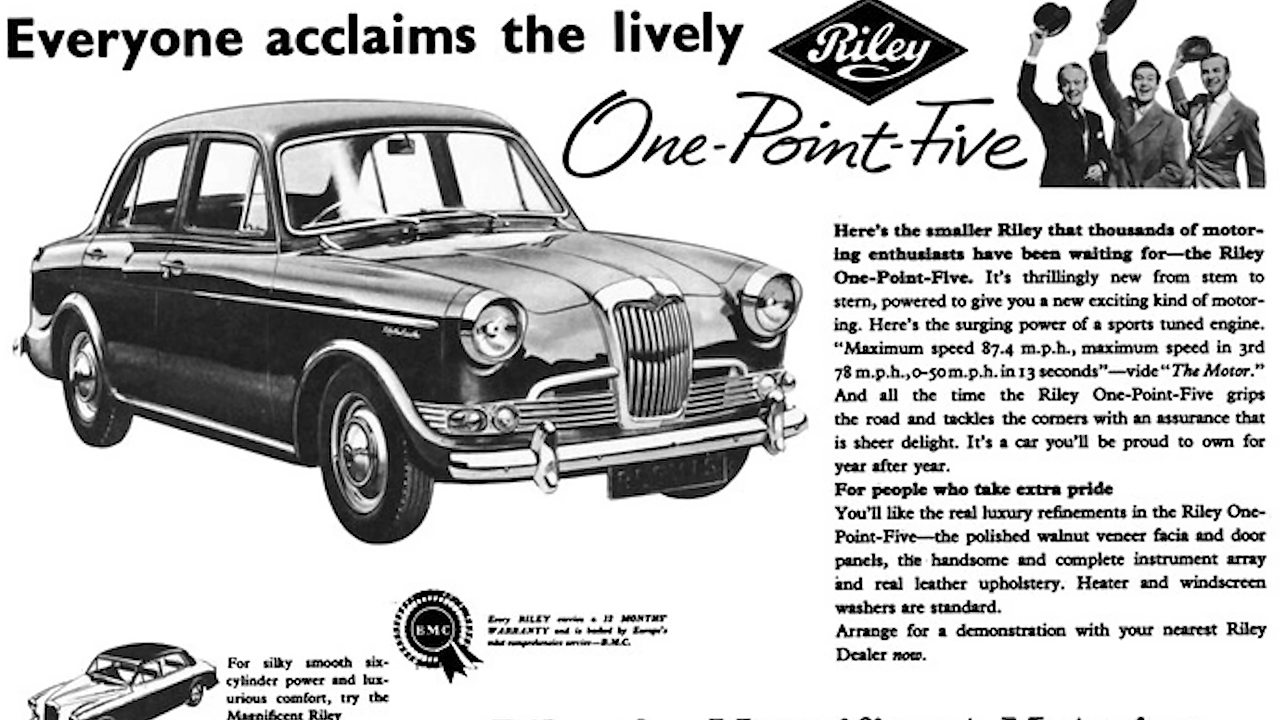 Everyone acclaims the lively
Riley
One-Point-Five
Here's the smaller Riley that thousands of motor-
ing enthusiasts have been waiting for—the Riley
One-Point-Five. It's thrillingly new from stem to
stern, powered to give you a new exciting kind of motor-
ing. Here's the surging power of a sports tuned engine.
"Maximum speed 87.4 m.p.h., maximum speed in 3rd
78 m.p.h., 0-50 m.p.h. in 13 seconds"—vide "The Motor."
And all the time the Riley One-Point-Five grips
the road and tackles the corners with an assurance that
is sheer delight. It's a car you'll be proud to own for
year after year.
For people who take extra pride
You'll like the real luxury refinements in the Riley One-
Point-Five—the polished walnut veneer facia and door
panels, the handsome and complete instrument array
and real leather upholstery. Heater and windscreen
washers are standard.
Arrange for a demonstration with your nearest Riley
Dealer now.
BMC
Every RILEY carries a 12 MONTHS'
WARRANTY and is backed by Europe's
most comprehensive service—B.M.C.
For silky smooth six-
cylinder power and lux-
urious comfort, try the
Magnificent Riley